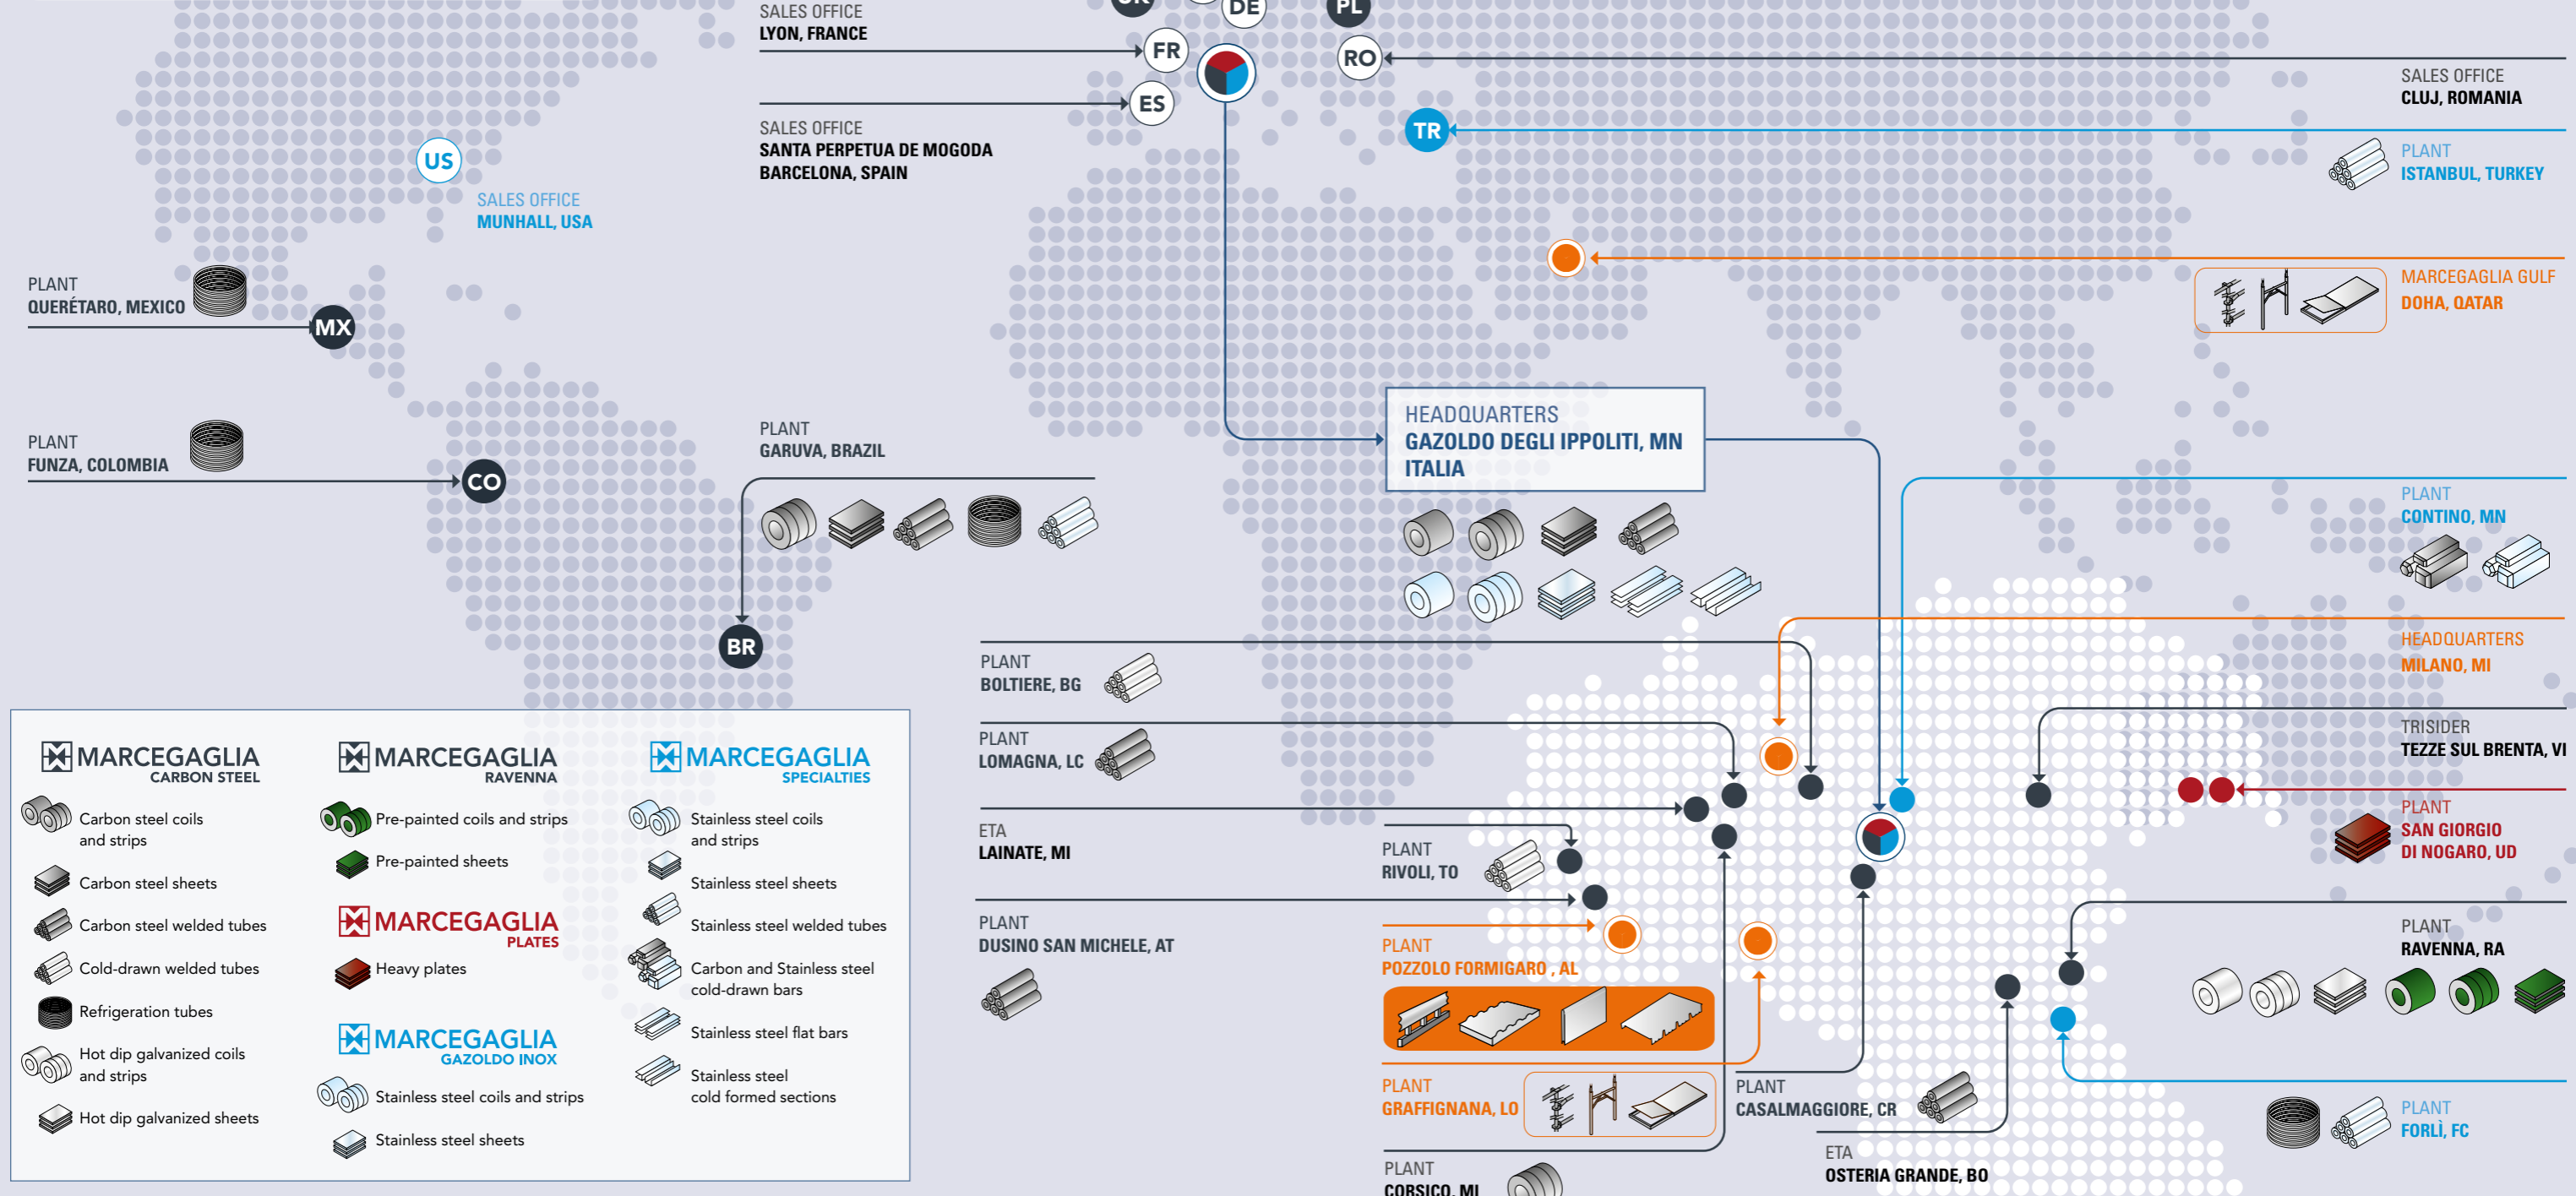 UK
DE
PL
SALES OFFICE
LYON, FRANCE
FR
RO
SALES OFFICE
CLUJ, ROMANIA
ES
SALES OFFICE
SANTA PERPETUA DE MOGODA
BARCELONA, SPAIN
TR
PLANT
ISTANBUL, TURKEY
US
SALES OFFICE
MUNHALL, USA
MARCEGAGLIA GULF
DOHA, QATAR
PLANT
QUERÉTARO, MEXICO
MX
PLANT
FUNZA, COLOMBIA
CO
PLANT
GARUVA, BRAZIL
BR
HEADQUARTERS
GAZOLDO DEGLI IPPOLITI, MN
ITALIA
PLANT
CONTINO, MN
HEADQUARTERS
MILANO, MI
TRISIDER
TEZZE SUL BRENTA, VI
PLANT
SAN GIORGIO
DI NOGARO, UD
PLANT
RAVENNA, RA
PLANT
FORLÌ, FC
PLANT
BOLTIERE, BG
PLANT
LOMAGNA, LC
ETA
LAINATE, MI
PLANT
RIVOLI, TO
PLANT
DUSINO SAN MICHELE, AT
PLANT
POZZOLO FORMIGARO , AL
PLANT
GRAFFIGNANA, LO
PLANT
CASALMAGGIORE, CR
ETA
OSTERIA GRANDE, BO
PLANT
CORSICO, MI
MARCEGAGLIA
CARBON STEEL
Carbon steel coils
and strips
Carbon steel sheets
Carbon steel welded tubes
Cold-drawn welded tubes
Refrigeration tubes
Hot dip galvanized coils
and strips
Hot dip galvanized sheets
MARCEGAGLIA
RAVENNA
Pre-painted coils and strips
Pre-painted sheets
MARCEGAGLIA
PLATES
Heavy plates
MARCEGAGLIA
GAZOLDO INOX
Stainless steel coils and strips
Stainless steel sheets
MARCEGAGLIA
SPECIALTIES
Stainless steel coils
and strips
Stainless steel sheets
Stainless steel welded tubes
Carbon and Stainless steel
cold-drawn bars
Stainless steel flat bars
Stainless steel
cold formed sections